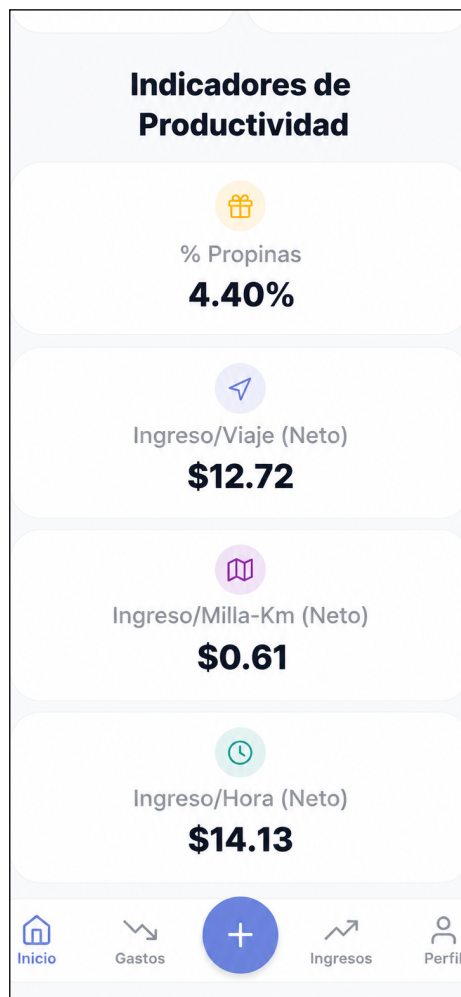 Indicadores de
Productividad
% Propinas
4.40%
Ingreso/Viaje (Neto)
$12.72
Ingreso/Milla-Km (Neto)
$0.61
Ingreso/Hora (Neto)
$14.13
Inicio
Gastos
Ingresos
Perfil